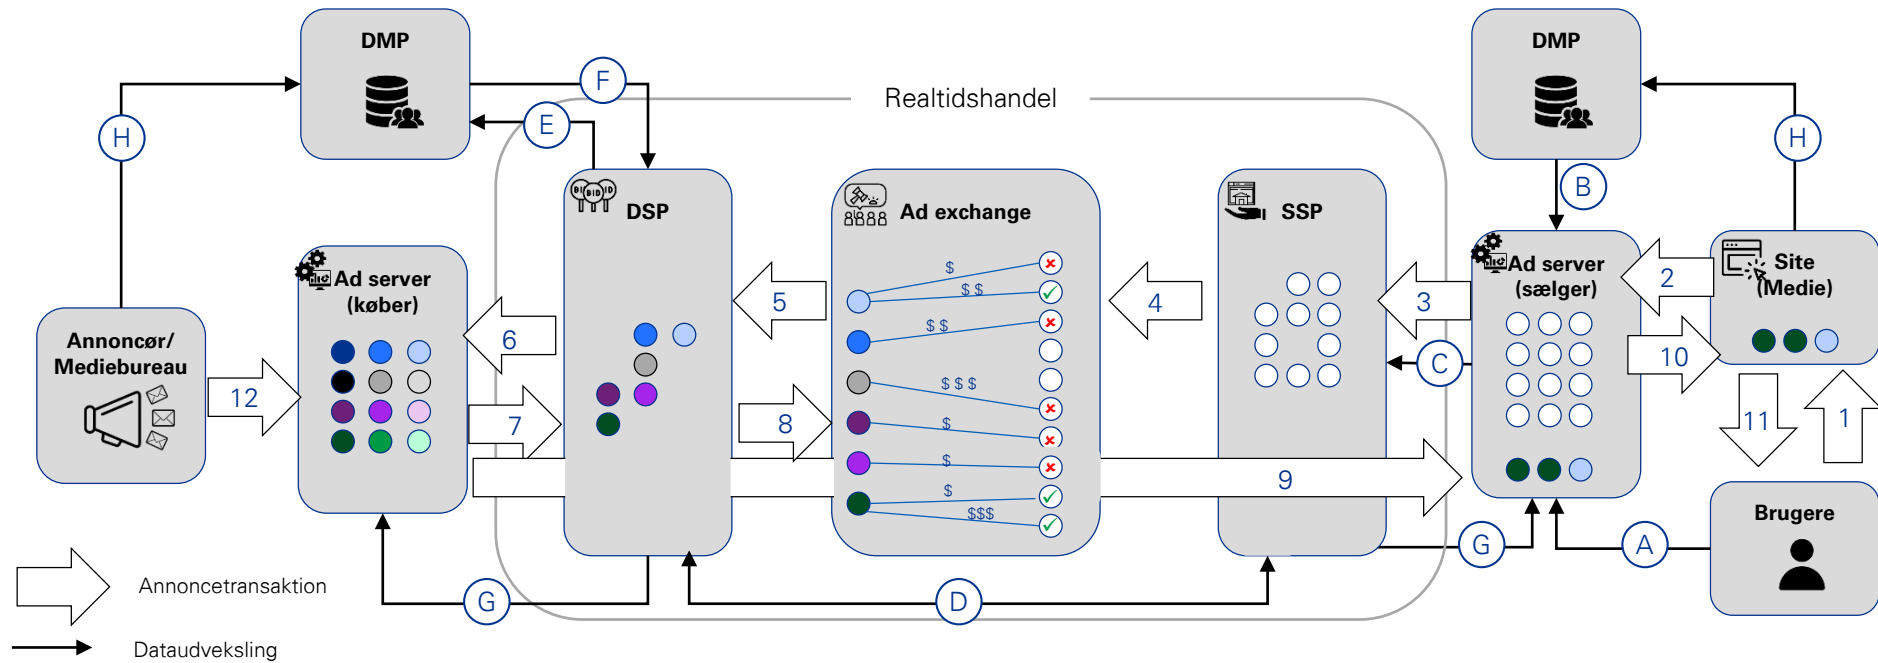 DMP
DMP
F
Realtidshandel
H
E
H
B
DSP
Ad exchange
SSP
BID
Ad server
(køber)
Ad server
(sælger)
Site
(Medie)
2
$
$ $
$ $
5
4
3
6
Annoncør/
Mediebureau
C
10
$ $ $
12
7
8
$
11
1
$
9
$
$$$
Brugere
G
A
Annoncetransaktion
G
D
Dataudveksling